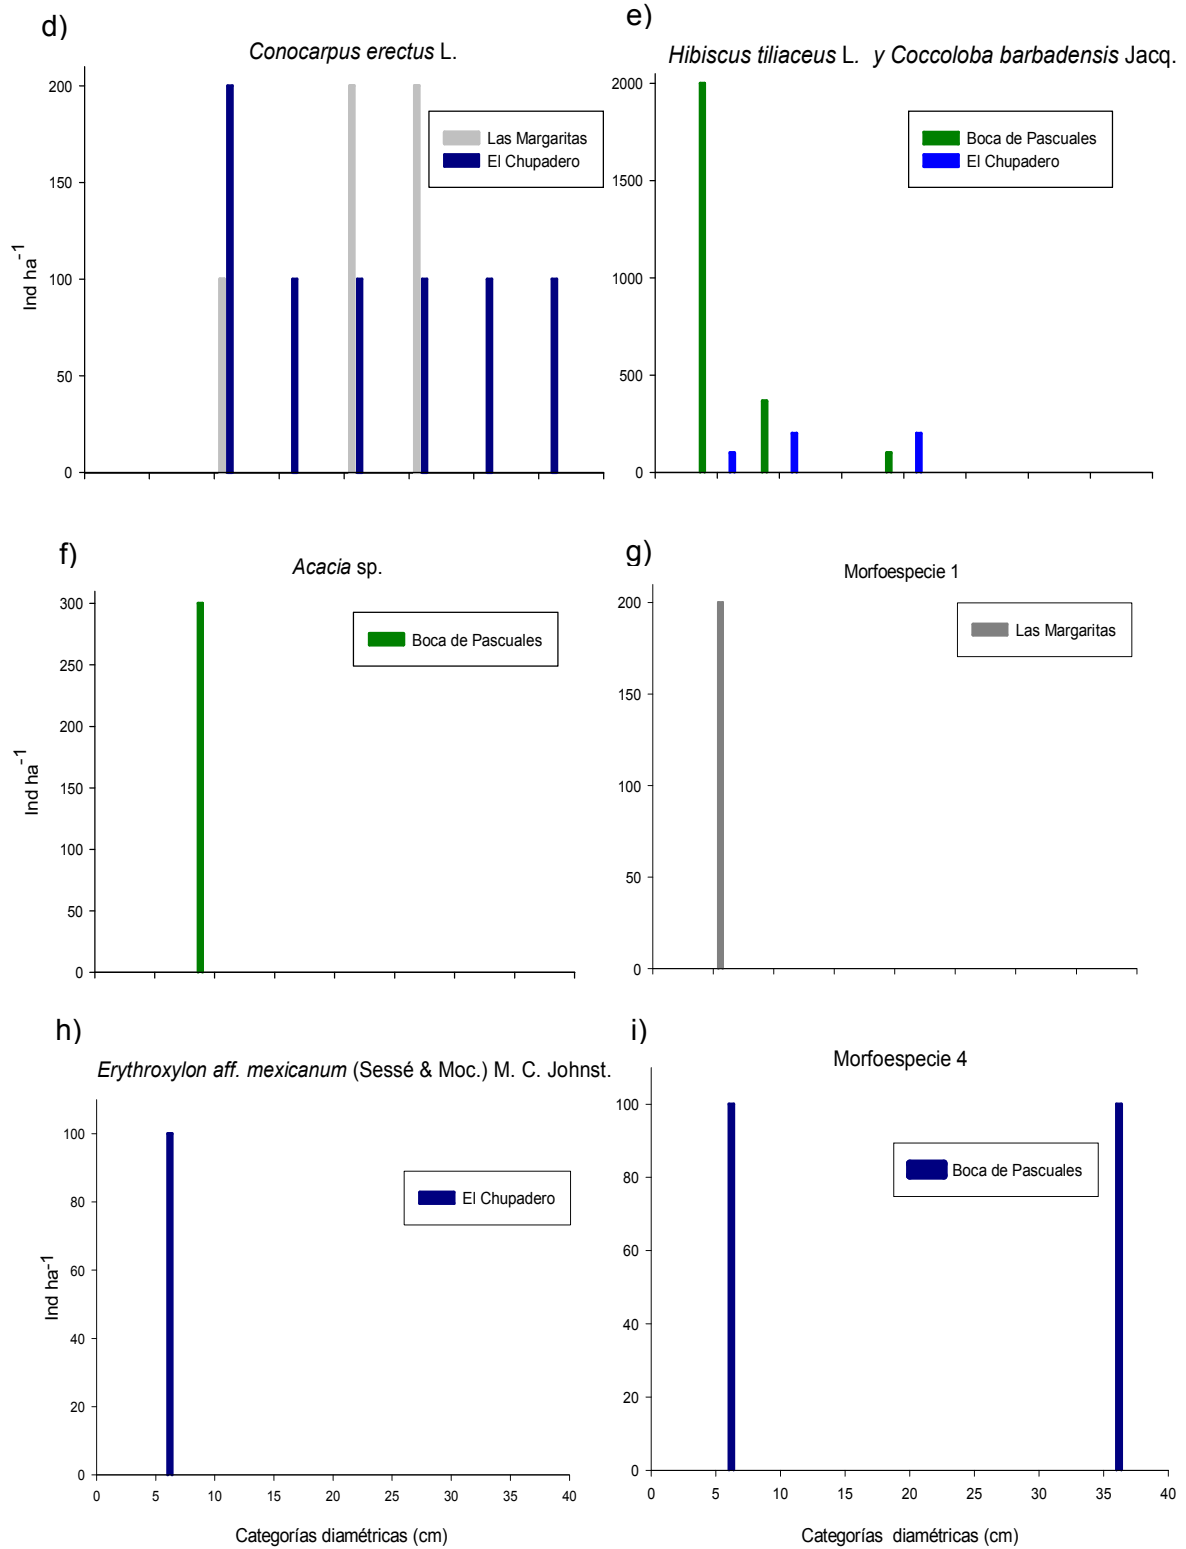 d)
Conocarpus erectus L.
200
150
100
50
0
Ind ha-1
Las Margaritas
El Chupadero
e)
Hibiscus tiliaceus L. y Coccoloba barbadensis Jacq.
2000
1500
1000
500
0
Boca de Pascuales
El Chupadero
f)
Acacia sp.
300
250
200
150
100
50
0
Ind ha-1
Boca de Pascuales
g)
Morfoespecie 1
200
150
100
50
0
Las Margaritas
h)
Erythroxylon aff. mexicanum (Sessé & Moc.) M. C. Johnst.
100
80
60
40
20
0
Ind ha-1
El Chupadero
0 5 10 15 20 25 30 35 40
Categorías diamétricas (cm)
i)
Morfoespecie 4
100
80
60
40
20
0
Boca de Pascuales
0 5 10 15 20 25 30 35 40
Categorías diamétricas (cm)